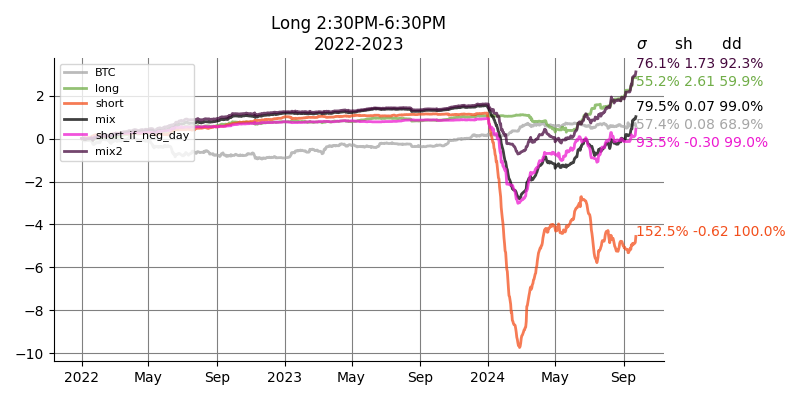 Long 2:30PM-6:30PM
2022-2023
σ sh dd
76.1% 1.73 92.3%
55.2% 2.61 59.9%
79.5% 0.07 99.0%
57.4% 0.08 68.9%
93.5% -0.30 99.0%
152.5% -0.62 100.0%
BTC
long
short
mix
short_if_neg_day
mix2
2
0
−2
−4
−6
−8
−10
2022 May Sep 2023 May Sep 2024 May Sep